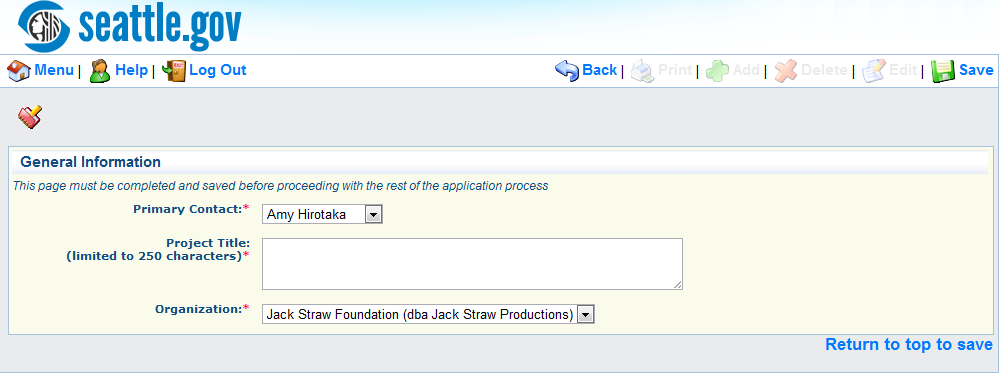 seattle.gov
Menu | Help | Log Out Back | Print | Add | Delete | Edit | Save
General Information
This page must be completed and saved before proceeding with the rest of the application process
Primary Contact:* Amy Hirotaka
Project Title:
(limited to 250 characters)*
Organization:* Jack Straw Foundation (dba Jack Straw Productions)
Return to top to save